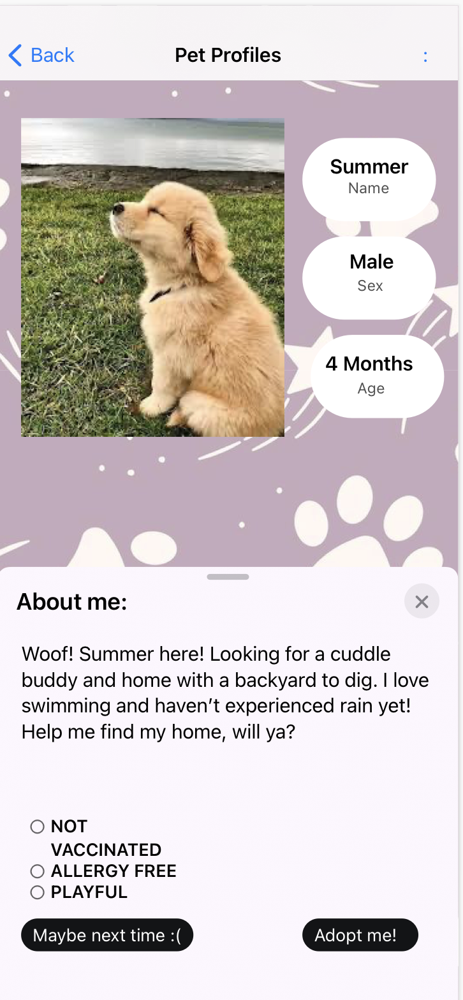 Back
Pet Profiles
:
Summer
Name
Male
Sex
4 Months
Age
About me:
Woof! Summer here! Looking for a cuddle
buddy and home with a backyard to dig. I love
swimming and haven’t experienced rain yet!
Help me find my home, will ya?
NOT
VACCINATED
ALLERGY FREE
PLAYFUL
Maybe next time :(
Adopt me!